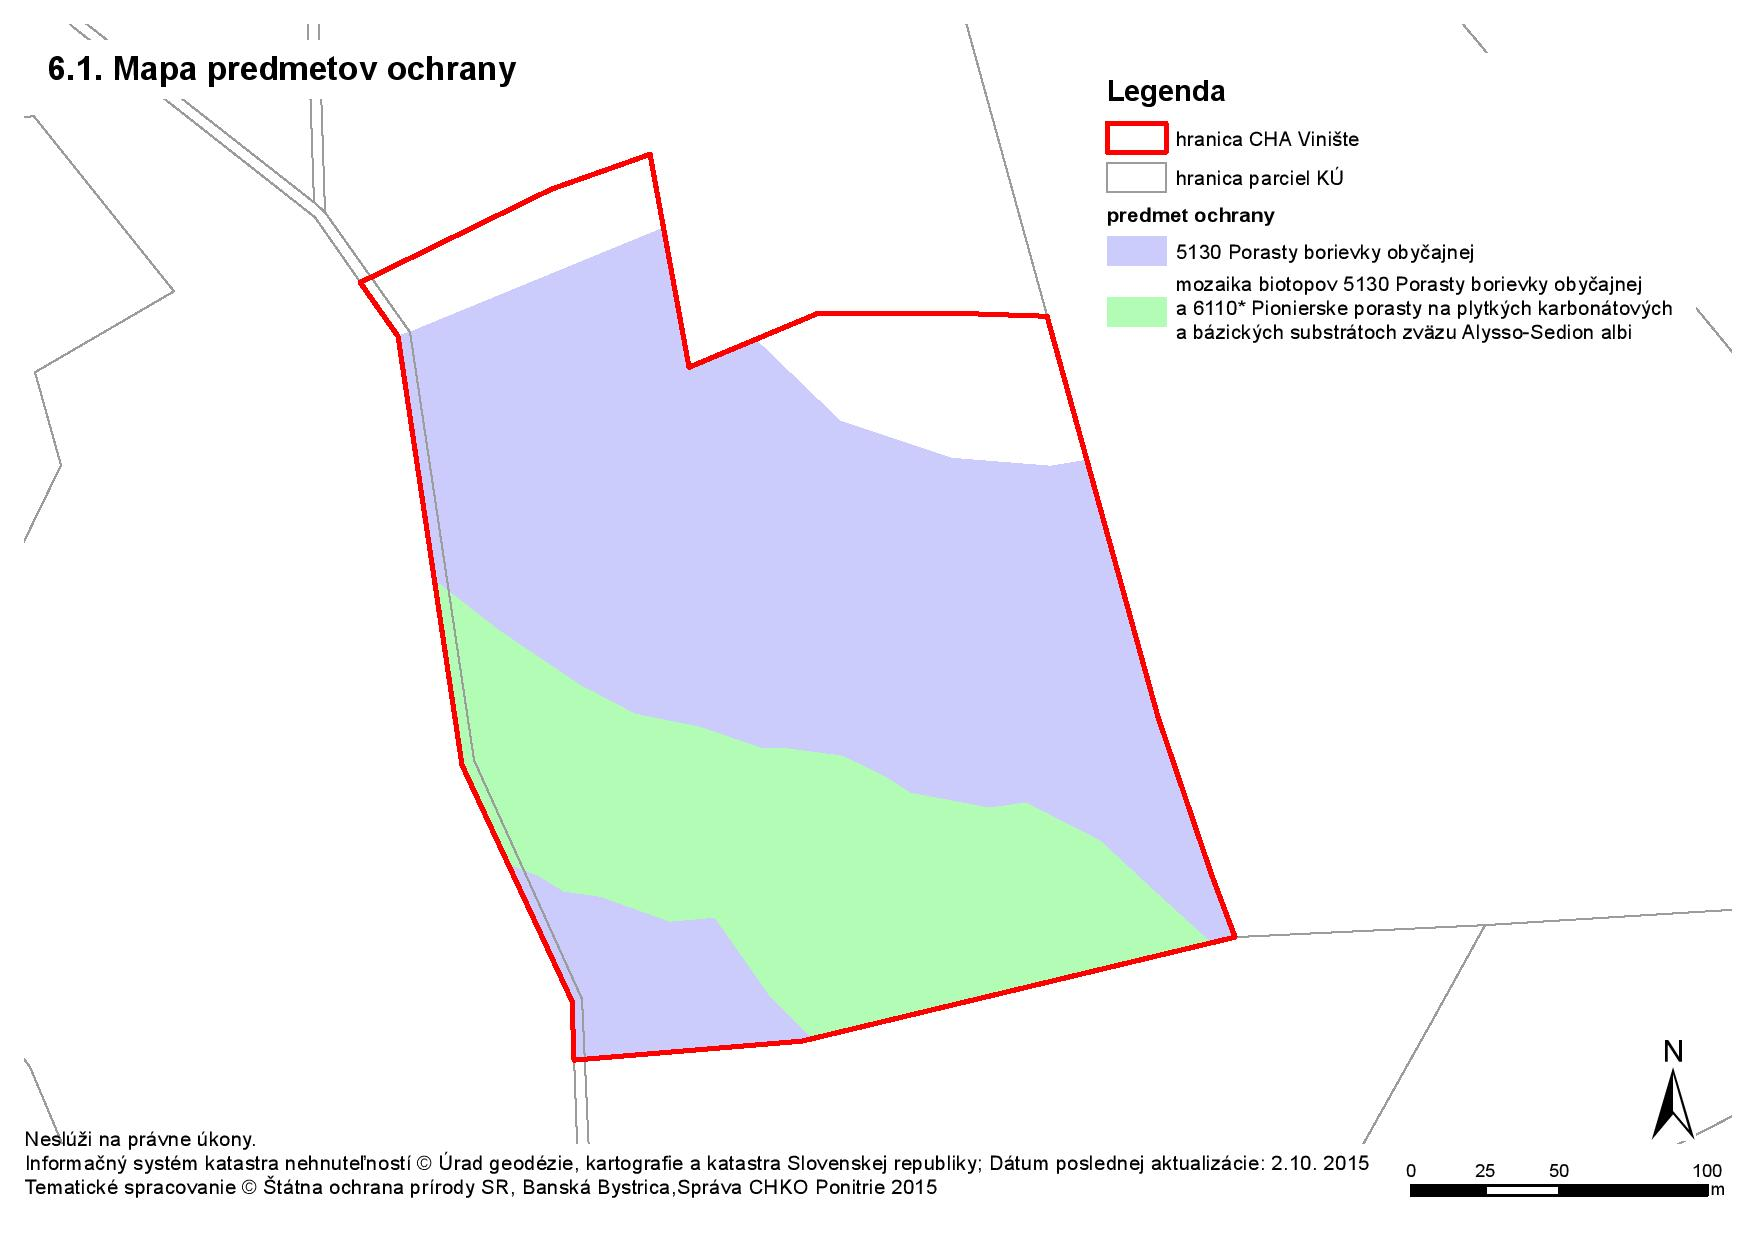 6.1. Mapa predmetov ochrany
Legenda
hranica CHA Vinište
hranica parciel KÚ
predmet ochrany
5130 Porasty borievky obyčajnej
mozaika biotopov 5130 Porasty borievky obyčajnej
a 6110* Pionierske porasty na plytkých karbonátových
a bázických substrátoch zväzu Alysso-Sedion albi
N
Neslúži na právne úkony.
Informačný systém katastra nehnuteľností © Úrad geodézie, kartografie a katastra Slovenskej republiky; Dátum poslednej aktualizácie: 2.10. 2015
Tematické spracovanie © Štátna ochrana prírody SR, Banská Bystrica,Správa CHKO Ponitrie 2015
0 25 50 100
m